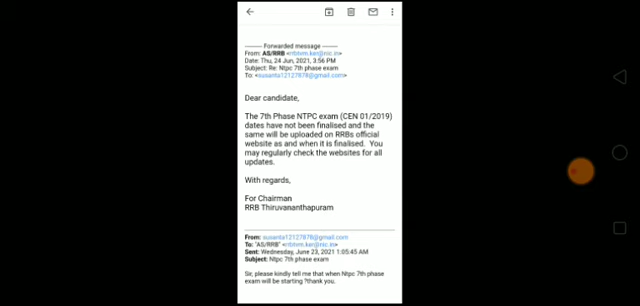 ---------- Forwarded message ---------
From: AS/RRB <rrbtvm.ker@nic.in>
Date: Thu, 24 Jun, 2021, 3:56 PM
Subject: Re: Ntpc 7th phase exam
To: <susanta12127878@gmail.com>
Dear candidate,
The 7th Phase NTPC exam (CEN 01/2019)
dates have not been finalised and the
same will be uploaded on RRBs official
website as and when it is finalised.  You
may regularly check the websites for all
updates.
With regards,
For Chairman
RRB Thiruvananthapuram
From: susanta12127878@gmail.com
To: "AS/RRB" <rrbtvm.ker@nic.in>
Sent: Wednesday, June 23, 2021 1:05:45 AM
Subject: Ntpc 7th phase exam
Sir, please kindly tell me that when Ntpc 7th phase
exam will be starting ?thank you.